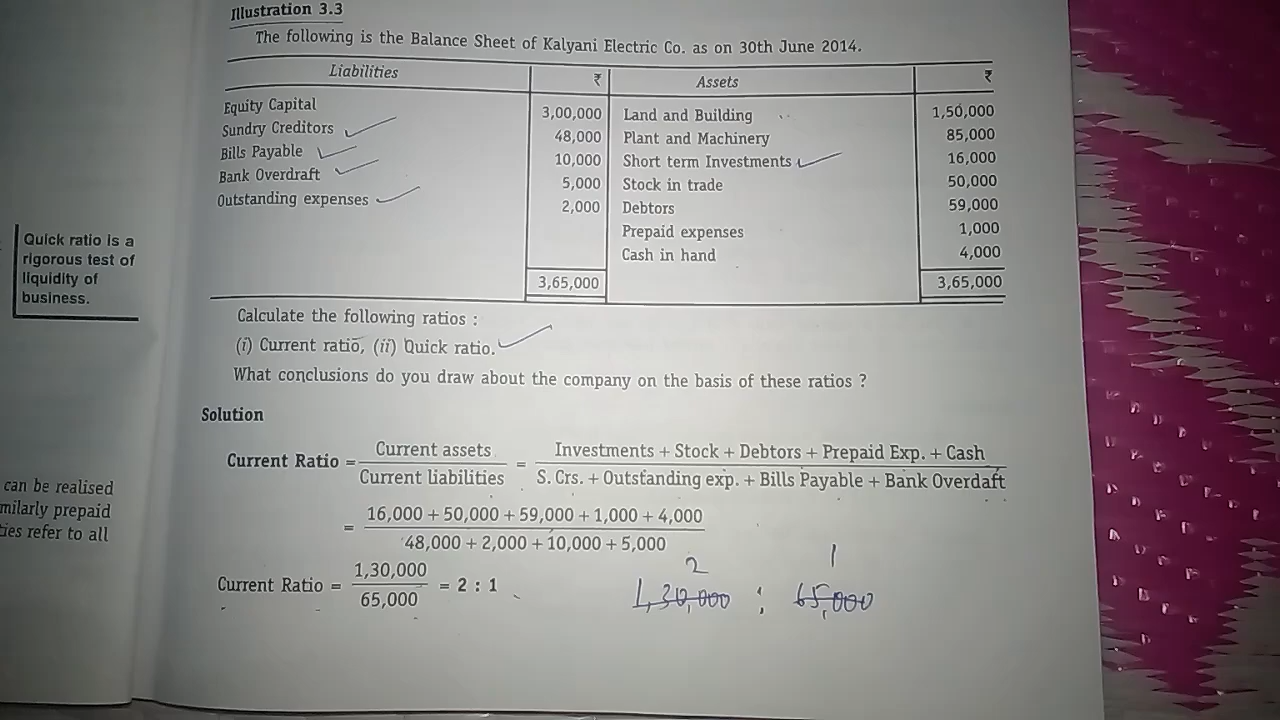 Illustration 3.3
The following is the Balance Sheet of Kalyani Electric Co. as on 30th June 2014.
Liabilities ₹ Assets ₹
Equity Capital 3,00,000 Land and Building 1,50,000
Sundry Creditors 48,000 Plant and Machinery 85,000
Bills Payable 10,000 Short term Investments 16,000
Bank Overdraft 5,000 Stock in trade 50,000
Outstanding expenses 2,000 Debtors 59,000
Prepaid expenses 1,000
Cash in hand 4,000
3,65,000 3,65,000
Quick ratio is a
rigorous test of
liquidity of
business.
Calculate the following ratios :
(i) Current ratio, (ii) Quick ratio.
What conclusions do you draw about the company on the basis of these ratios ?
Solution
Current Ratio = Current assets / Current liabilities = Investments + Stock + Debtors + Prepaid Exp. + Cash / S. Crs. + Outstanding exp. + Bills Payable + Bank Overdaft
= 16,000 + 50,000 + 59,000 + 1,000 + 4,000 / 48,000 + 2,000 + 10,000 + 5,000
Current Ratio = 1,30,000 / 65,000 = 2 : 1
2 1
1,30,000 : 65,000
can be realised
milarly prepaid
ties refer to all